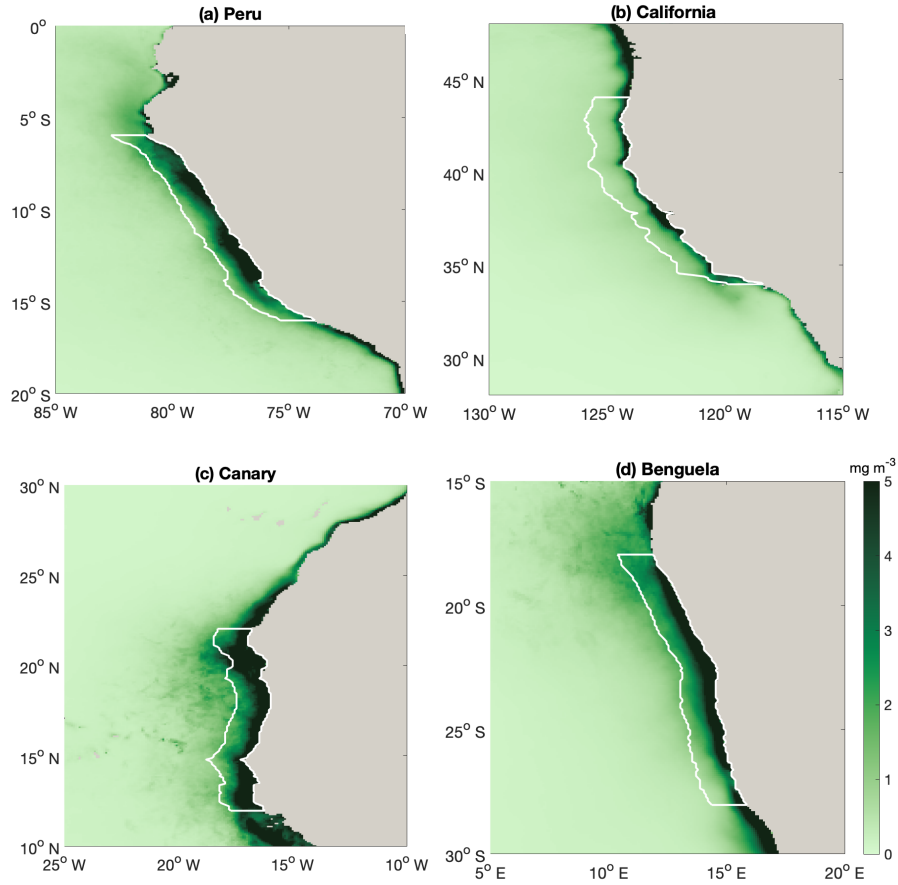 (a) Peru
0° 
5° S
10° S
15° S
20° S
85° W 80° W 75° W 70° W
(b) California
45° N
40° N
35° N
30° N
130° W 125° W 120° W 115° W
(c) Canary
30° N
25° N
20° N
15° N
10° N
25° W 20° W 15° W 10° W
(d) Benguela
15° S
20° S
25° S
30° S
5° E 10° E 15° E 20° E
mg m⁻³
5
4
3
2
1
0